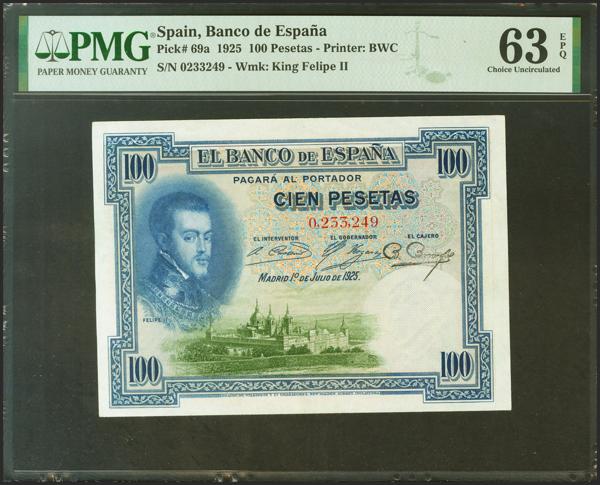 PMG
PAPER MONEY GUARANTY
Spain, Banco de España
Pick# 69a 1925 100 Pesetas - Printer: BWC
S/N 0233249 - Wmk: King Felipe II
63
EPQ
Choice Uncirculated
100
EL BANCO DE ESPAÑA
100
PAGARÁ AL PORTADOR
CIEN PESETAS
0,233,249
EL INTERVENTOR
EL GOBERNADOR
EL CAJERO
MADRID 1º DE JULIO DE 1925.
FELIPE II
100
100